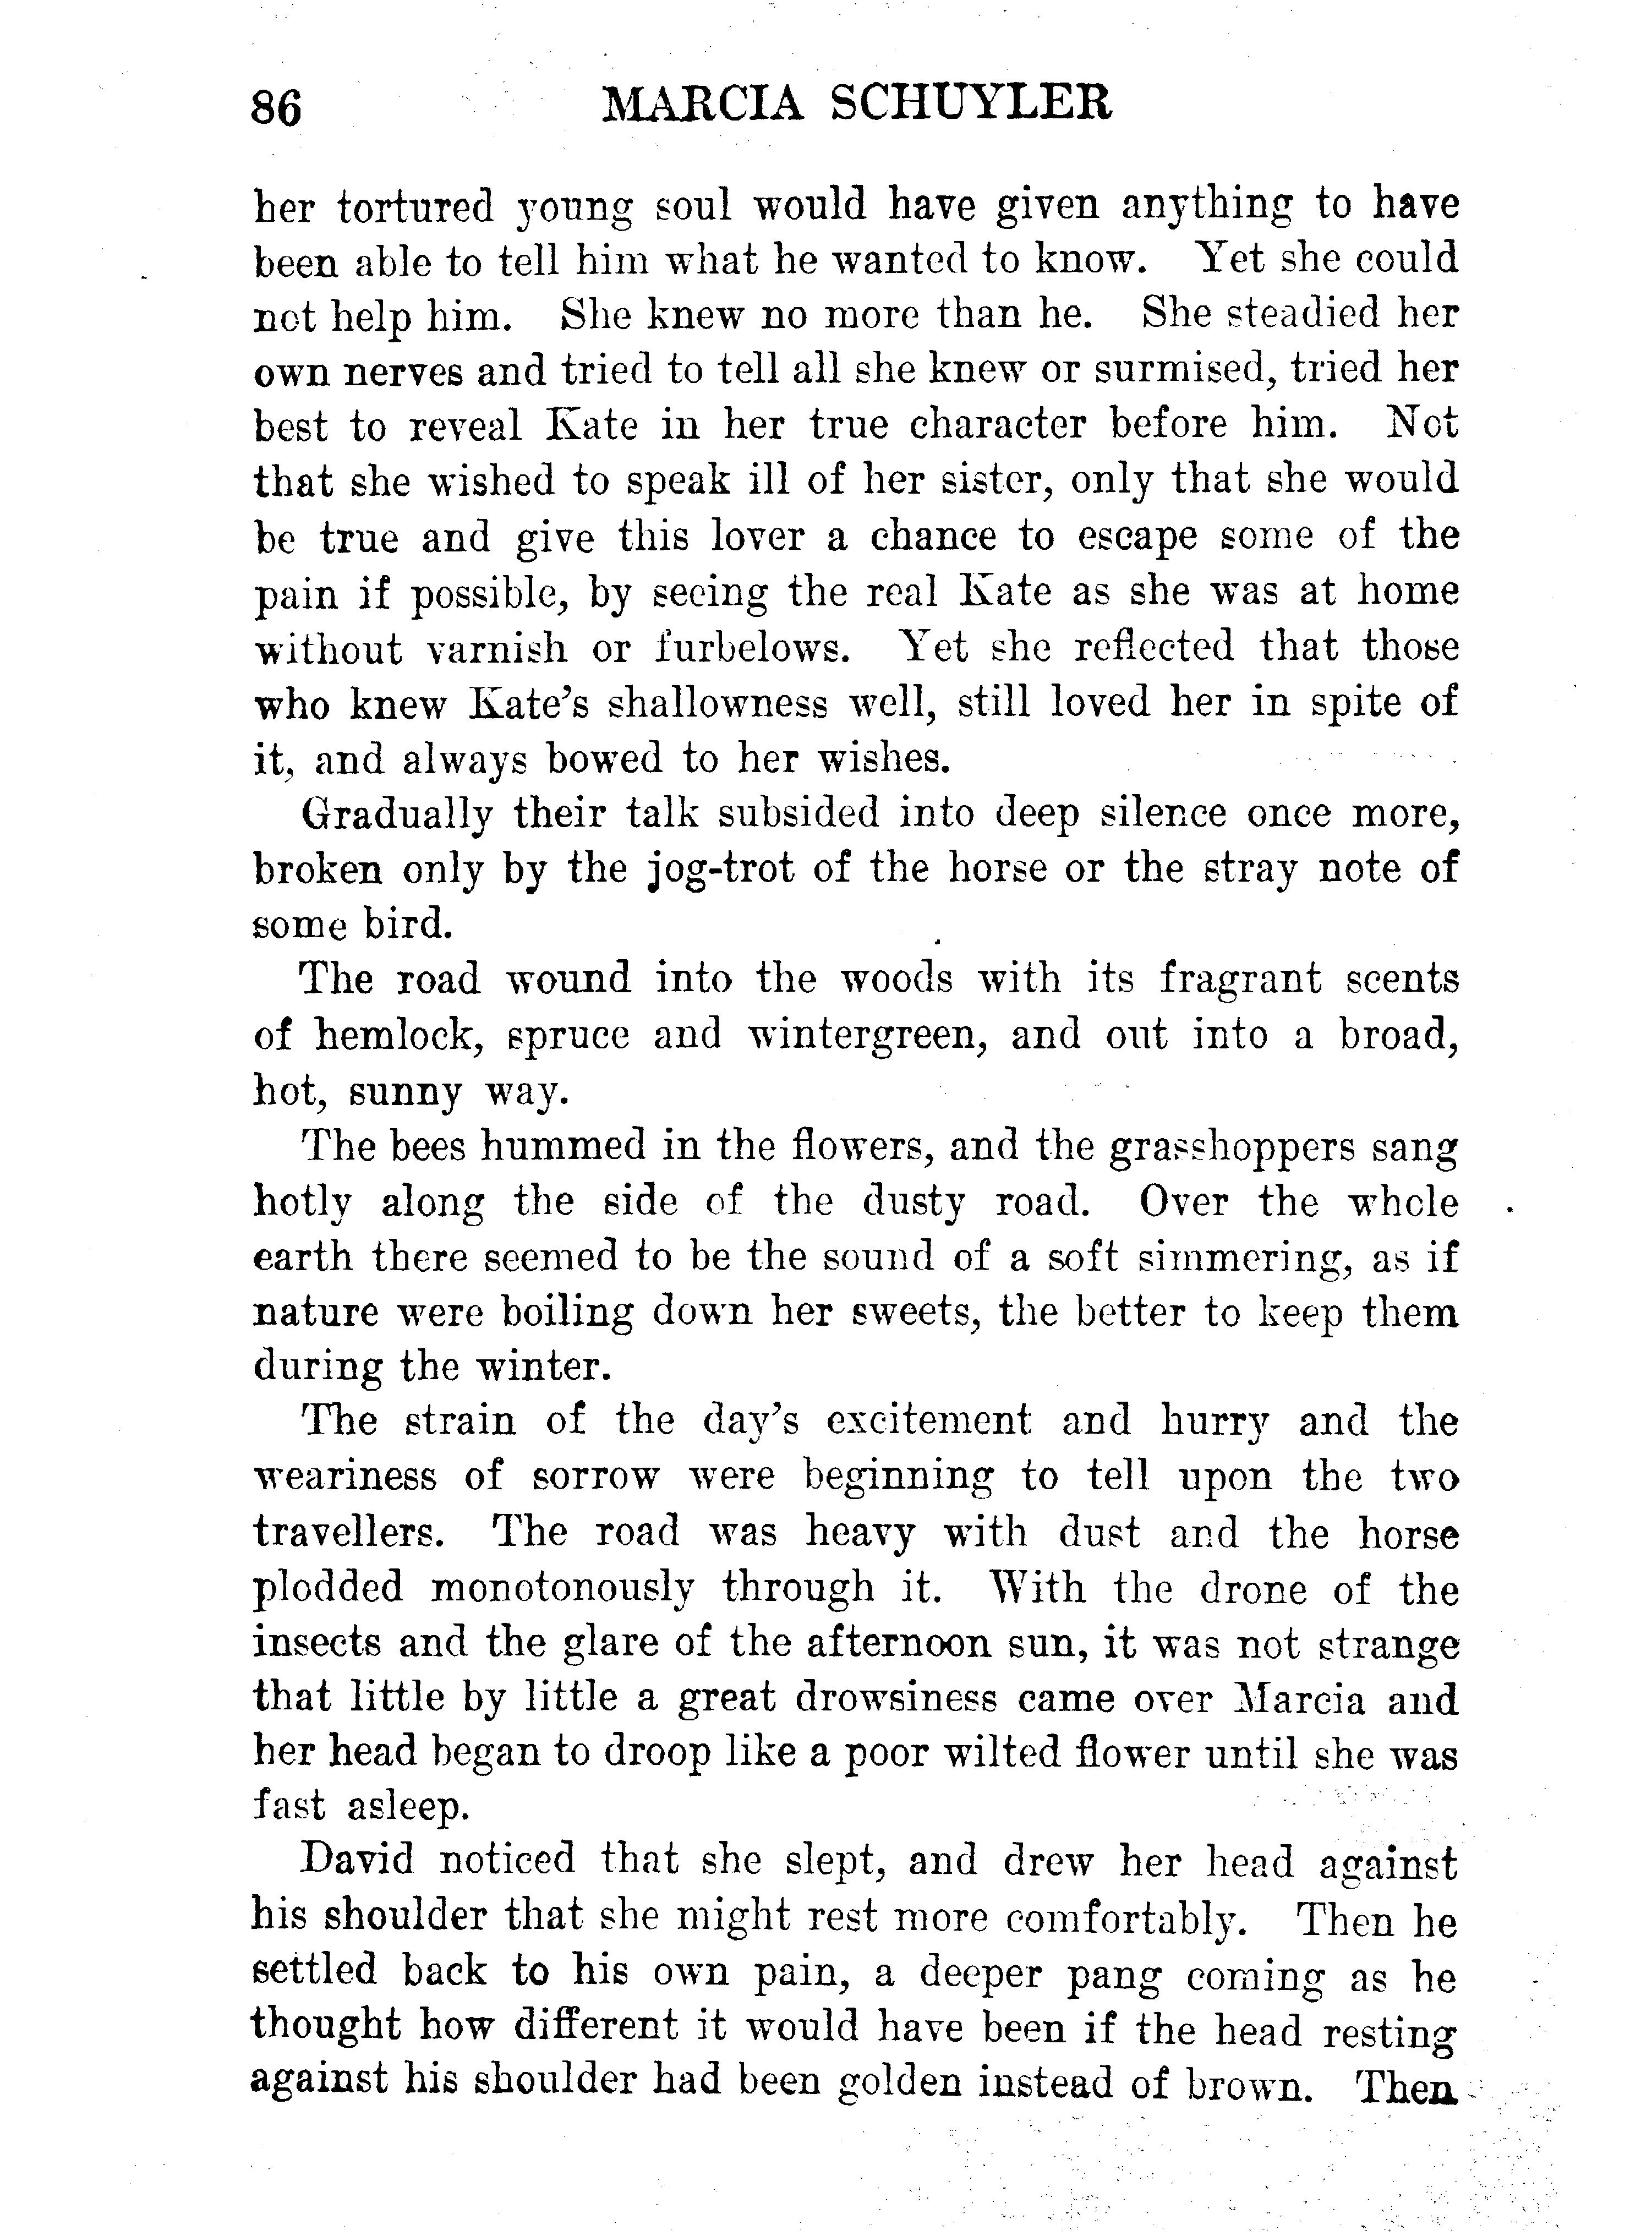 86 MARCIA SCHUYLER
her tortured young soul would have given anything to have
been able to tell him what he wanted to know. Yet she could
not help him. She knew no more than he. She steadied her
own nerves and tried to tell all she knew or surmised, tried her
best to reveal Kate in her true character before him. Not
that she wished to speak ill of her sister, only that she would
be true and give this lover a chance to escape some of the
pain if possible, by seeing the real Kate as she was at home
without varnish or furbelows. Yet she reflected that those
who knew Kate's shallowness well, still loved her in spite of
it, and always bowed to her wishes.
Gradually their talk subsided into deep silence once more,
broken only by the jog-trot of the horse or the stray note of
some bird.
The road wound into the woods with its fragrant scents
of hemlock, spruce and wintergreen, and out into a broad,
hot, sunny way.
The bees hummed in the flowers, and the grasshoppers sang
hotly along the side of the dusty road. Over the whole
earth there seemed to be the sound of a soft simmering, as if
nature were boiling down her sweets, the better to keep them
during the winter.
The strain of the day's excitement and hurry and the
weariness of sorrow were beginning to tell upon the two
travellers. The road was heavy with dust and the horse
plodded monotonously through it. With the drone of the
insects and the glare of the afternoon sun, it was not strange
that little by little a great drowsiness came over Marcia and
her head began to droop like a poor wilted flower until she was
fast asleep.
David noticed that she slept, and drew her head against
his shoulder that she might rest more comfortably. Then he
settled back to his own pain, a deeper pang coming as he
thought how different it would have been if the head resting
against his shoulder had been golden instead of brown. Then